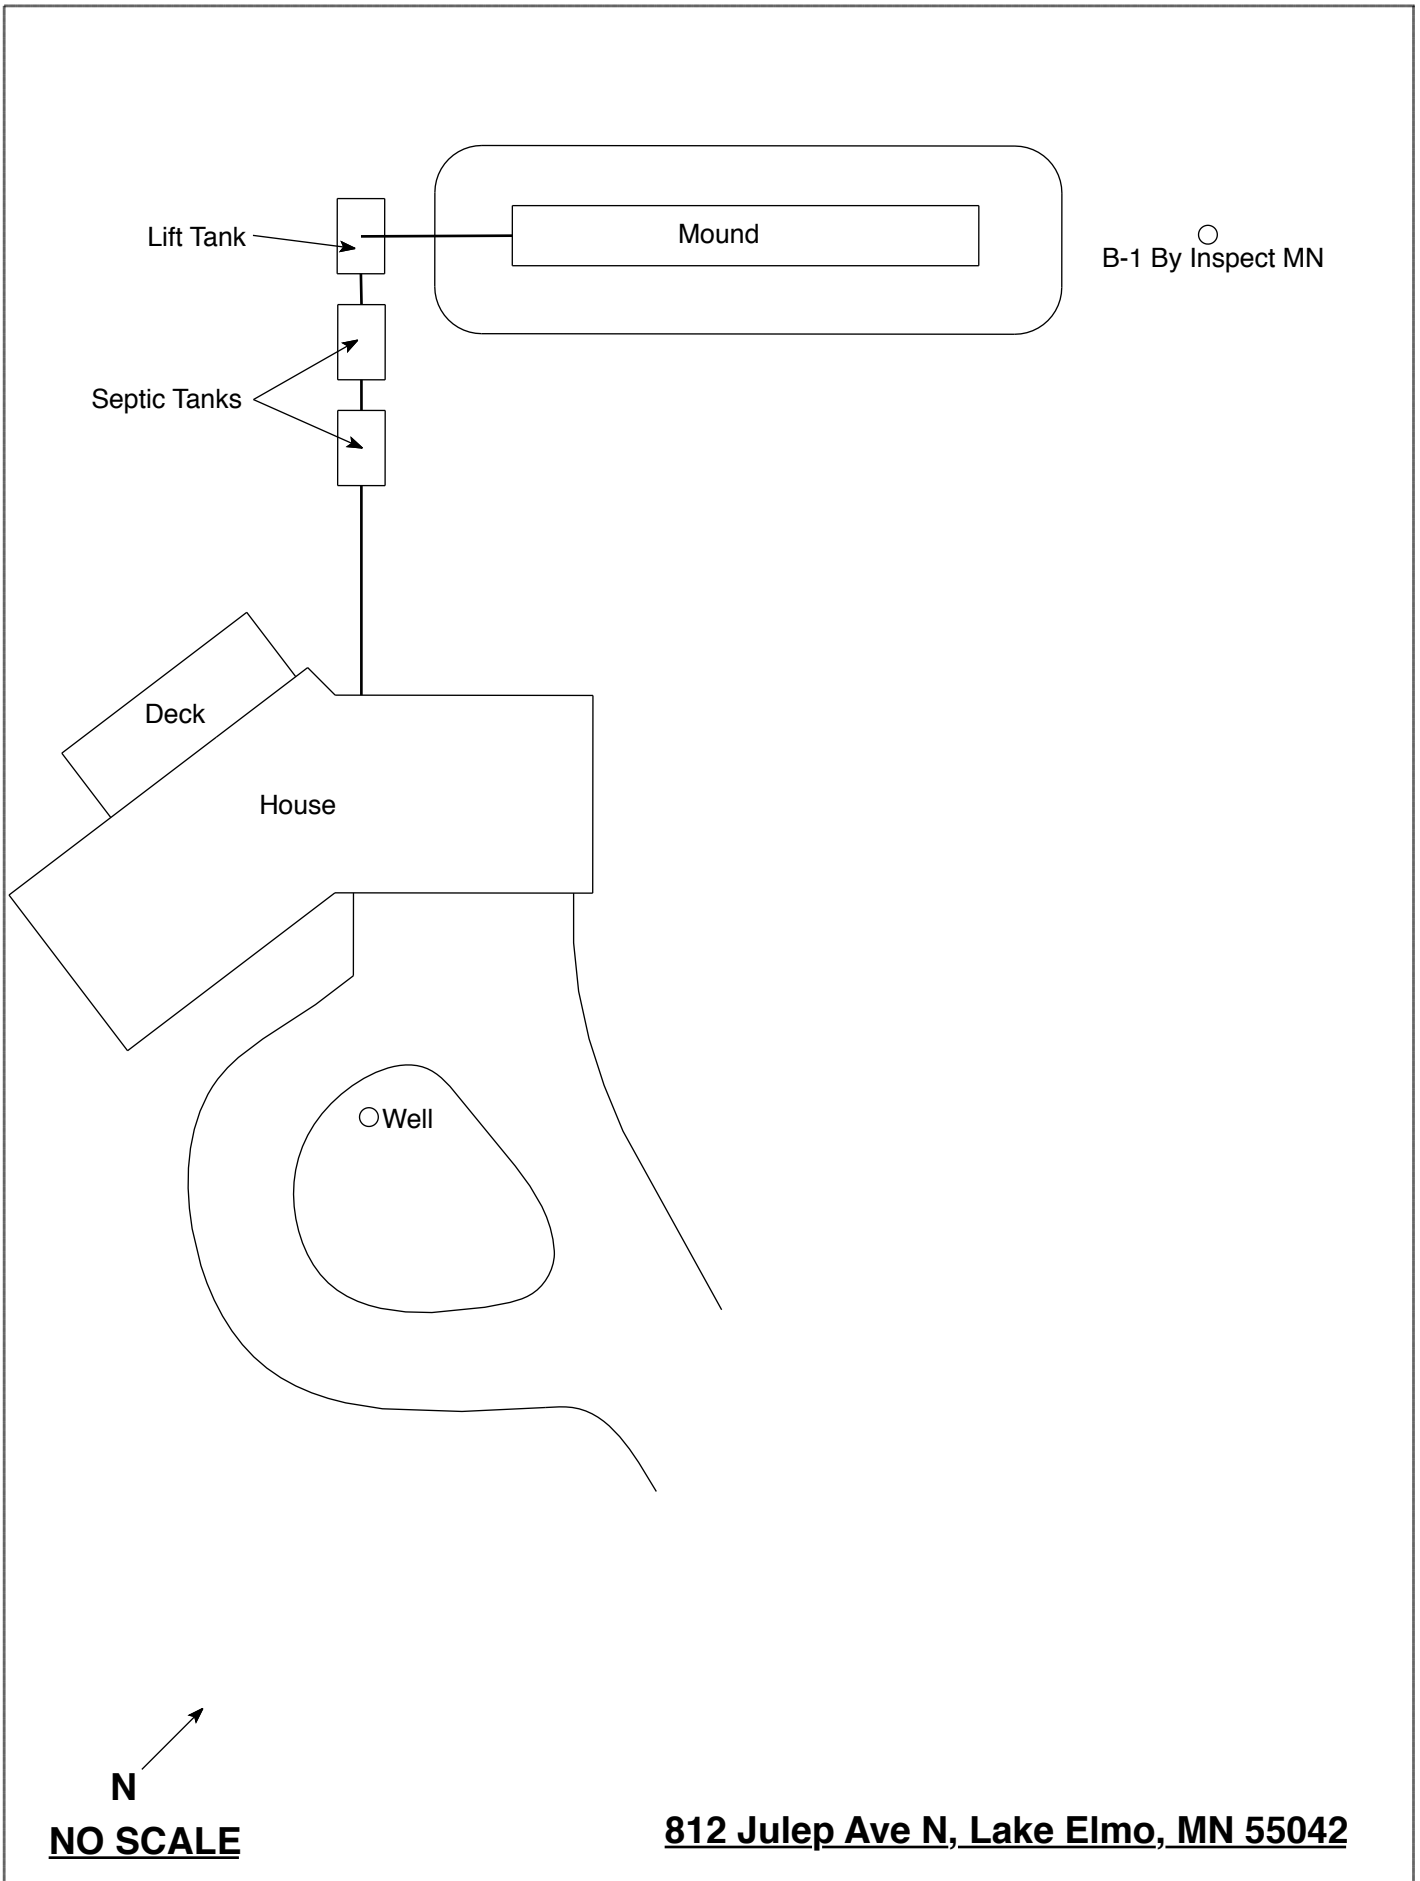 Mound
Lift Tank
B-1 By Inspect MN
Septic Tanks
Deck
House
Well
N
NO SCALE
812 Julep Ave N, Lake Elmo, MN 55042